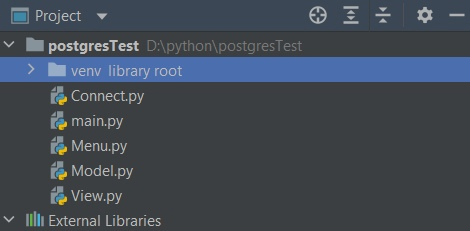 Project
postgresTest D:\python\postgresTest
venv library root
Connect.py
main.py
Menu.py
Model.py
View.py
External Libraries